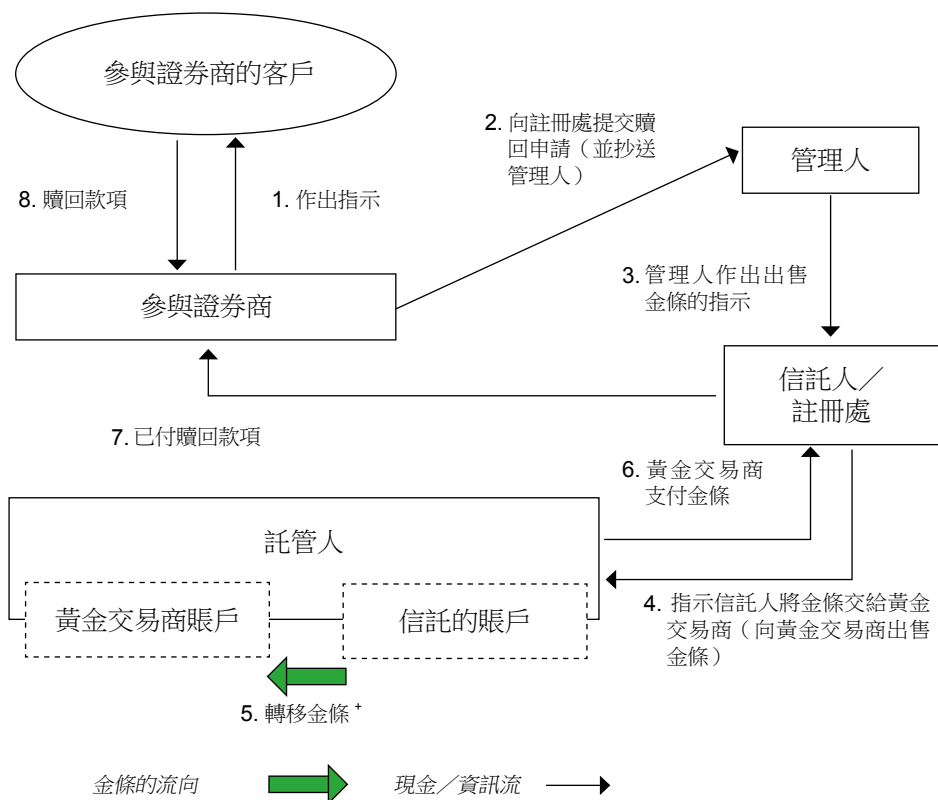 參與證券商的客戶
2. 向註冊處提交贖
回申請（並抄送
管理人）
管理人
8. 贖回款項
1. 作出指示
3. 管理人作出出售
金條的指示
參與證券商
信託人／
註冊處
7. 已付贖回款項
6. 黃金交易商
支付金條
託管人
黃金交易商賬戶
信託的賬戶
4. 指示信託人將金條交給黃金
交易商（向黃金交易商出售
金條）
5. 轉移金條 +
金條的流向
現金／資訊流